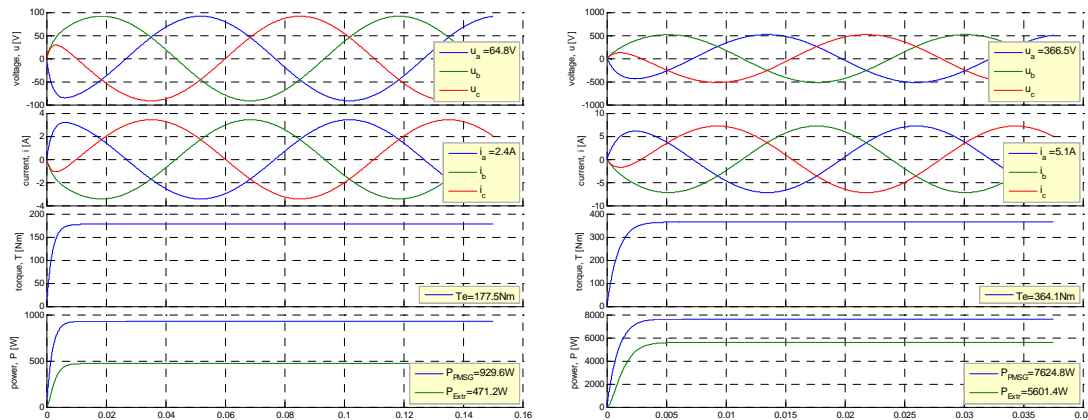 100
50
0
-50
-100
voltage, u [V]
u_a =64.8V
u_b
u_c
4
2
0
-2
-4
current, i [A]
i_a =2.4A
i_b
i_c
200
150
100
50
0
torque, T [Nm]
Te=177.5Nm
1000
500
0
power, P [W]
P_PMSG=929.6W
P_Extr=471.2W
0 0.02 0.04 0.06 0.08 0.1 0.12 0.14 0.16
1000
500
0
-500
-1000
voltage, u [V]
u_a =366.5V
u_b
u_c
10
5
0
-5
-10
current, i [A]
i_a =5.1A
i_b
i_c
400
300
200
100
0
torque, T [Nm]
Te=364.1Nm
8000
6000
4000
2000
0
power, P [W]
P_PMSG=7624.8W
P_Extr=5601.4W
0 0.005 0.01 0.015 0.02 0.025 0.03 0.035